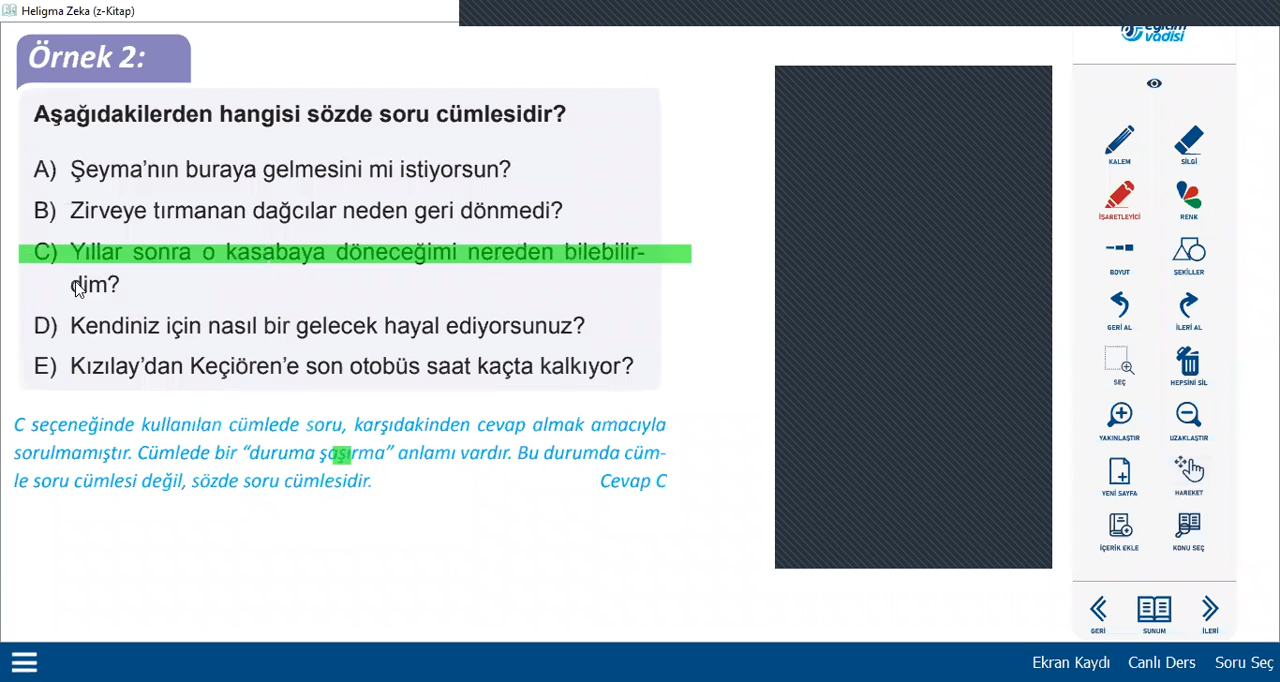 Heligma Zeka (z-Kitap)
Örnek 2:
Aşağıdakilerden hangisi sözde soru cümlesidir?
A) Şeyma’nın buraya gelmesini mi istiyorsun?
B) Zirveye tırmanan dağcılar neden geri dönmedi?
C) Yıllar sonra o kasabaya döneceğimi nereden bilebilir-
dim?
D) Kendiniz için nasıl bir gelecek hayal ediyorsunuz?
E) Kızılay’dan Keçiören’e son otobüs saat kaçta kalkıyor?
C seçeneğinde kullanılan cümlede soru, karşıdakinden cevap almak amacıyla
sorulmamıştır. Cümlede bir “duruma şaşırma” anlamı vardır. Bu durumda cüm-
le soru cümlesi değil, sözde soru cümlesidir. Cevap C
eğitim
vadisi
KALEM SİLGİ
İŞARETLEYİCİ RENK
BOYUT ŞEKİLLER
GERİ AL İLERİ AL
SEÇ HEPSİNİ SİL
YAKINLAŞTIR UZAKLAŞTIR
YENİ SAYFA HAREKET
İÇERİK EKLE KONU SEÇ
GERİ SUNUM İLERİ
Ekran Kaydı Canlı Ders Soru Seç